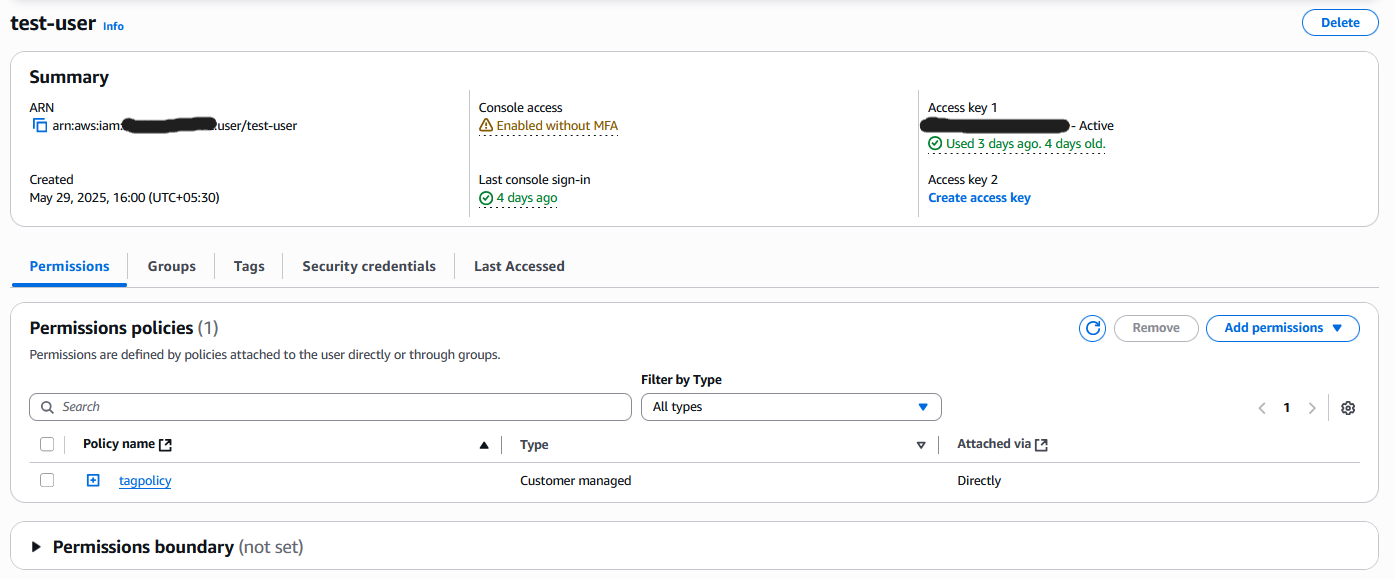 test-user Info
Delete
Summary
ARN
arn:aws:iam: :user/test-user
Created
May 29, 2025, 16:00 (UTC+05:30)
Console access
Enabled without MFA
Last console sign-in
4 days ago
Access key 1
- Active
Used 3 days ago. 4 days old.
Access key 2
Create access key
Permissions
Groups
Tags
Security credentials
Last Accessed
Permissions policies (1)
Remove
Add permissions
Permissions are defined by policies attached to the user directly or through groups.
Filter by Type
Search
All types
1
Policy name
Type
Attached via
tagpolicy
Customer managed
Directly
Permissions boundary (not set)